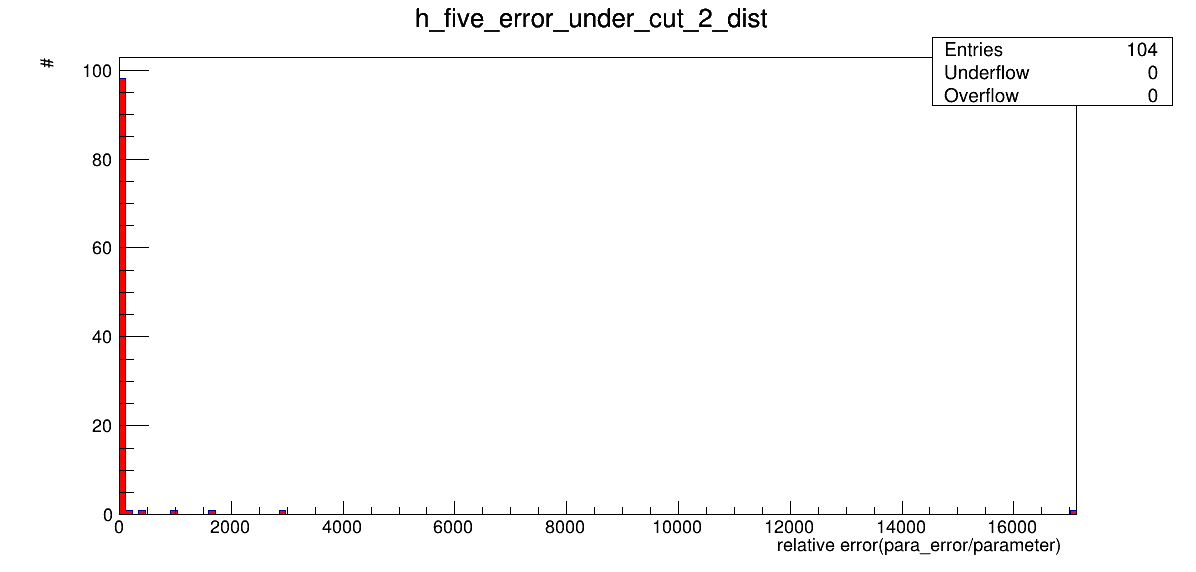 h_five_error_under_cut_2_dist
#
Entries 104
Underflow 0
Overflow 0
100
80
60
40
20
0
0 2000 4000 6000 8000 10000 12000 14000 16000
relative error(para_error/parameter)